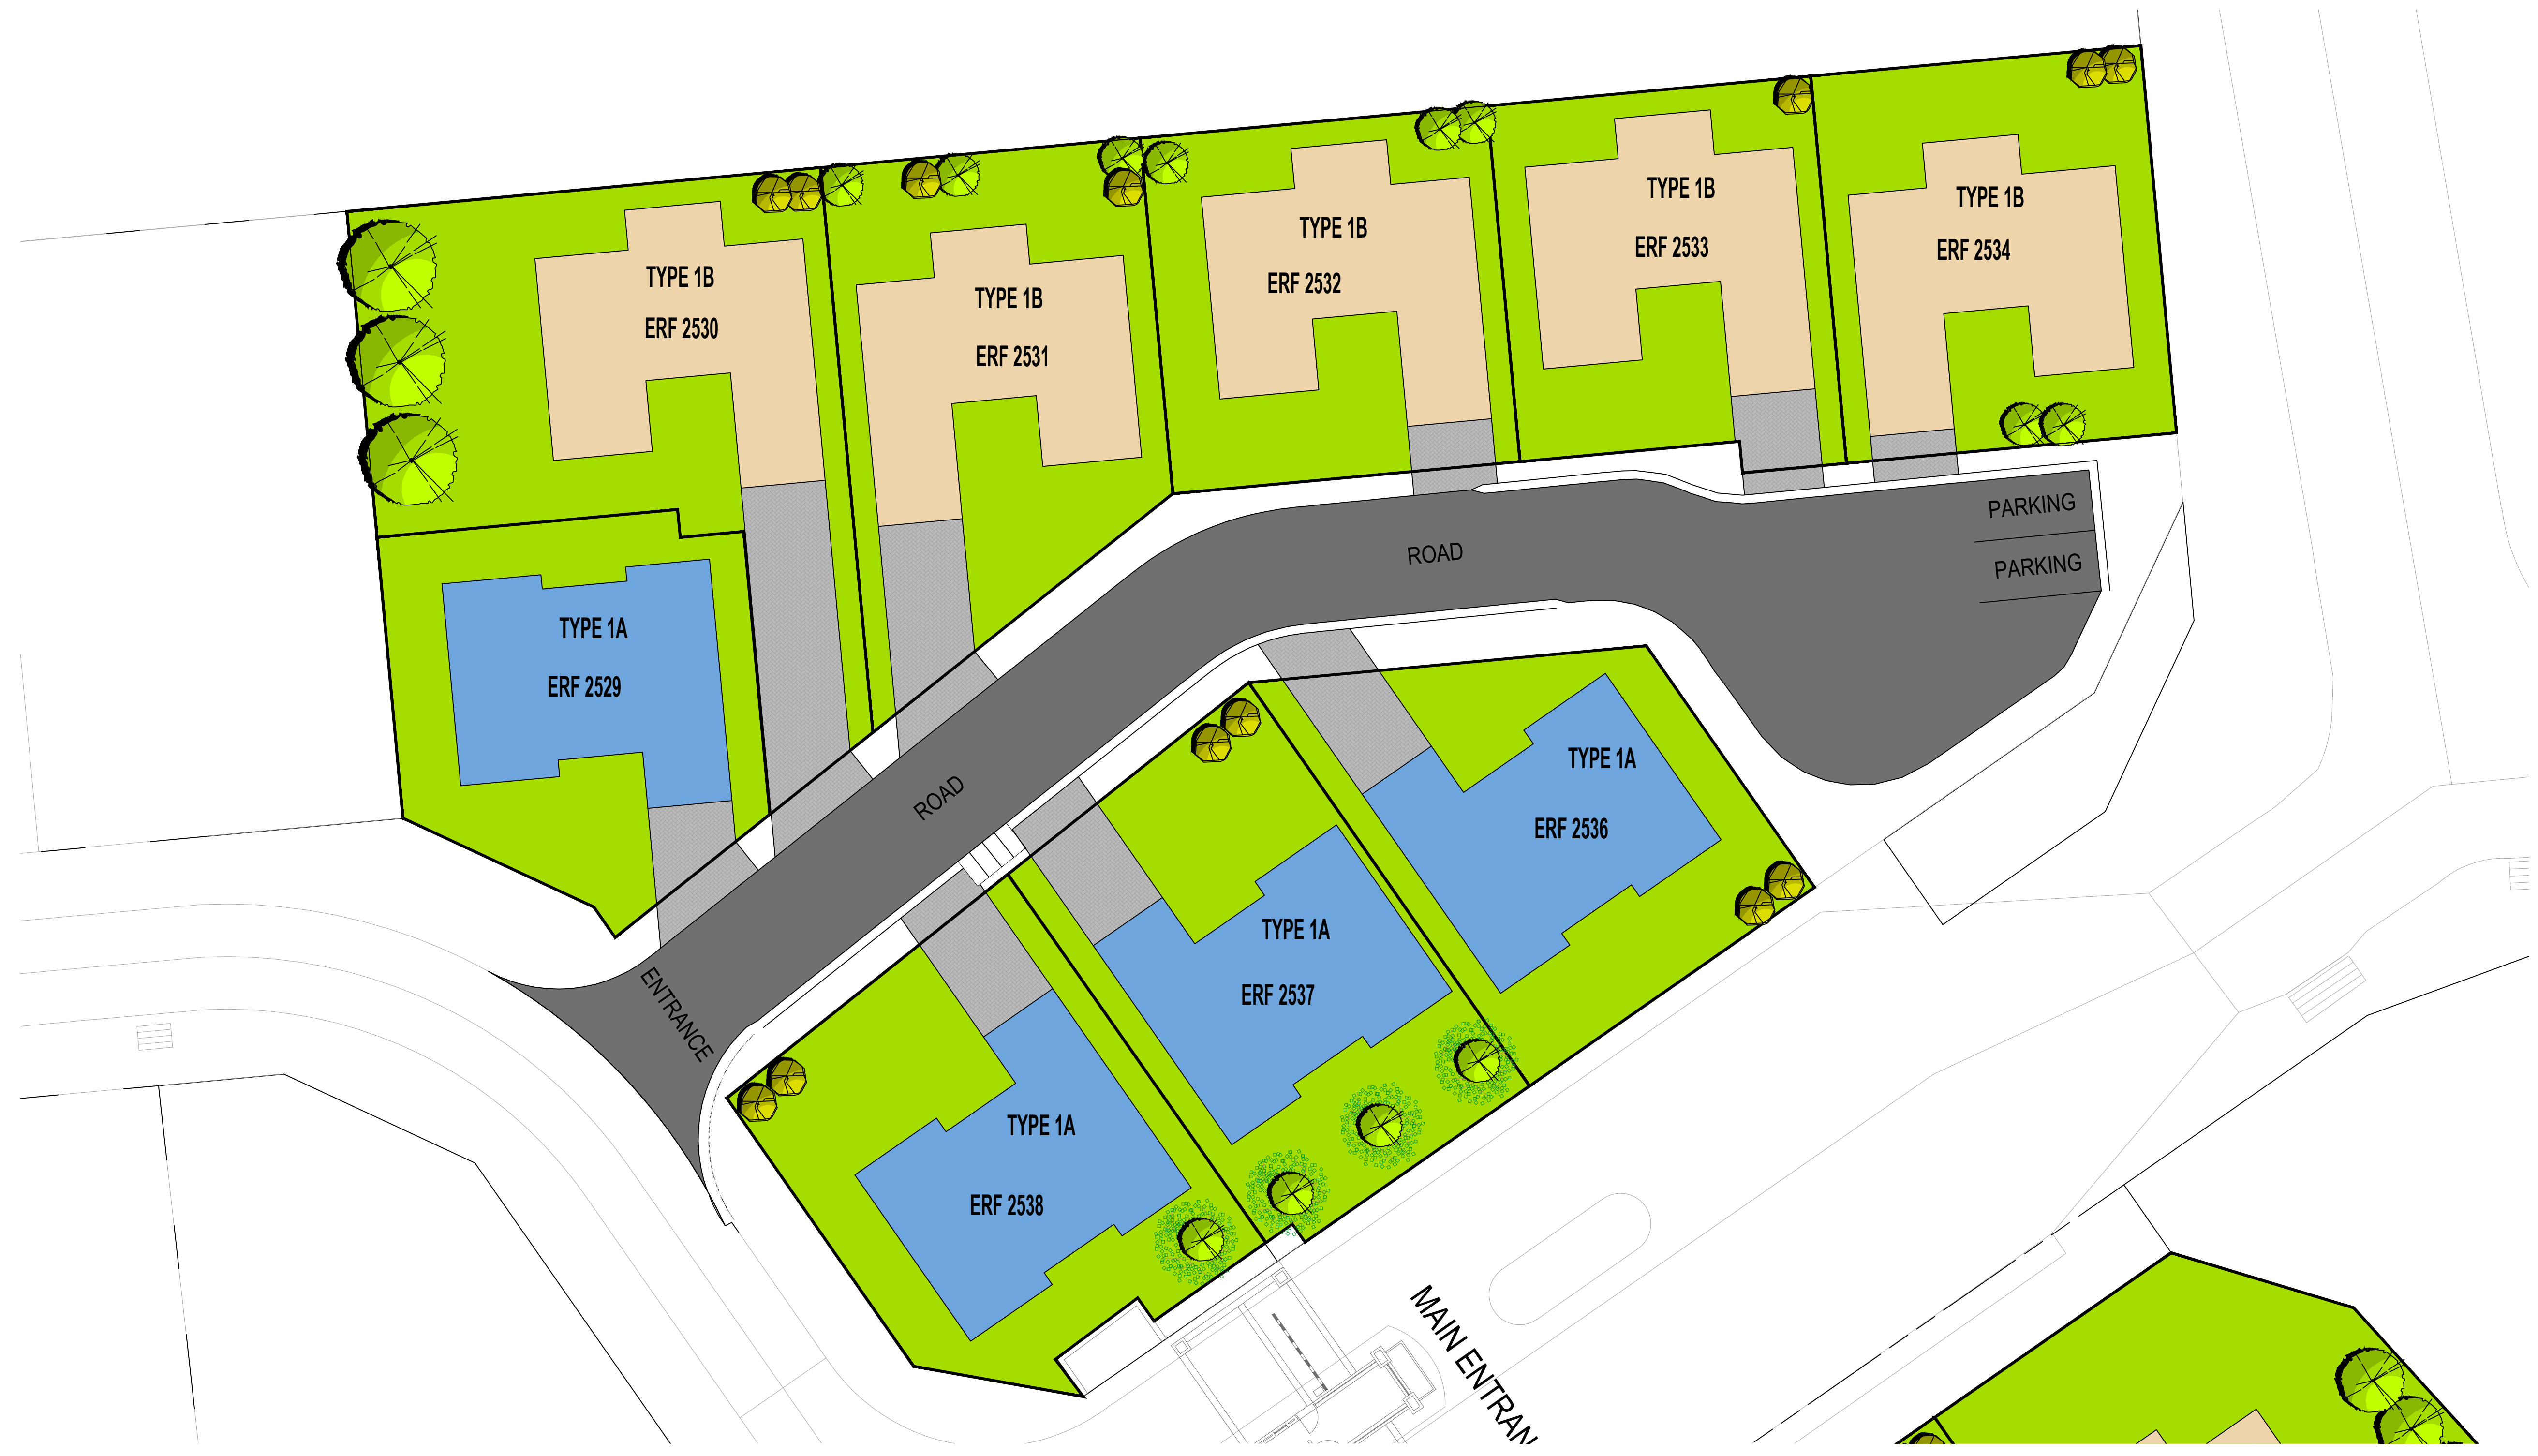 TYPE 1B
ERF 2530
TYPE 1B
ERF 2531
TYPE 1B
ERF 2532
TYPE 1B
ERF 2533
TYPE 1B
ERF 2534
PARKING
PARKING
ROAD
TYPE 1A
ERF 2529
ROAD
ENTRANCE
TYPE 1A
ERF 2536
TYPE 1A
ERF 2537
TYPE 1A
ERF 2538
MAIN ENTRAN